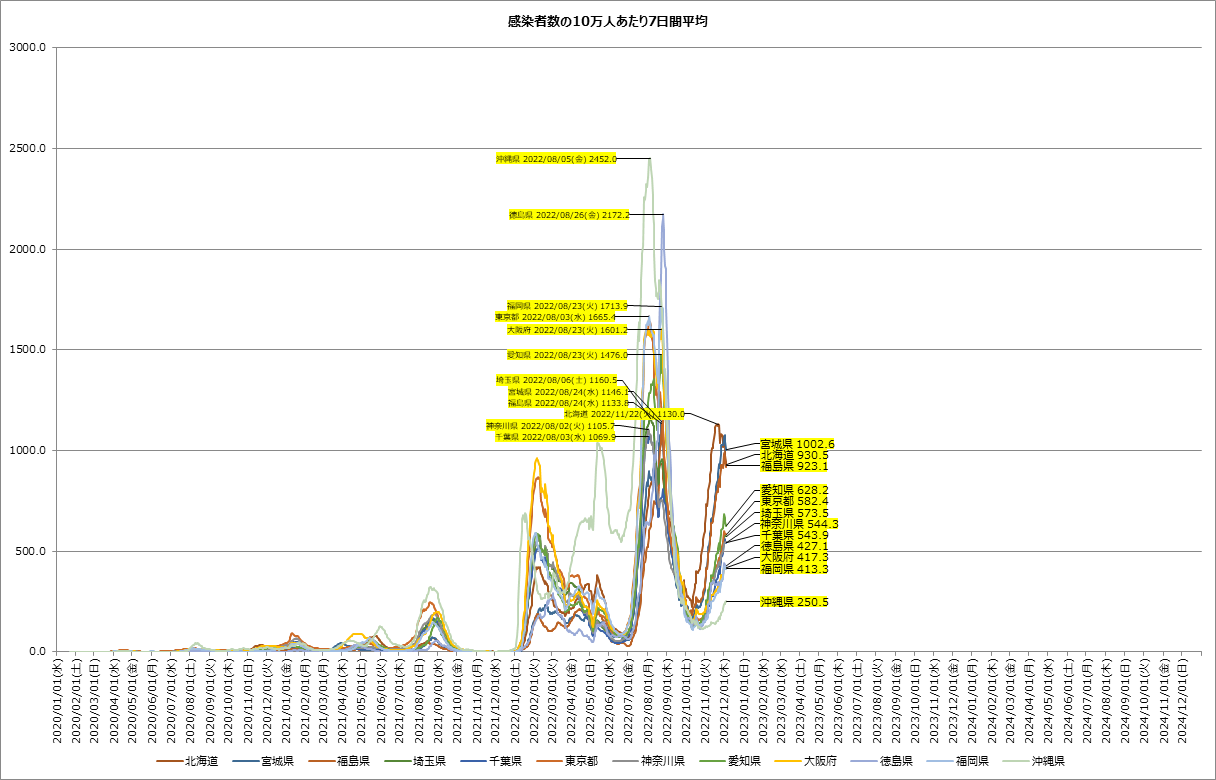 感染者数の10万人あたり7日間平均
3000.0
2500.0
2000.0
1500.0
1000.0
500.0
0.0
沖縄県 2022/08/05(金) 2452.0
徳島県 2022/08/26(金) 2172.2
福岡県 2022/08/23(火) 1713.9
東京都 2022/08/03(水) 1665.4
大阪府 2022/08/23(火) 1601.2
愛知県 2022/08/23(火) 1476.0
埼玉県 2022/08/06(土) 1160.5
宮城県 2022/08/24(水) 1146.1
福島県 2022/08/24(水) 1133.8
北海道 2022/11/22(火) 1130.0
神奈川県 2022/08/02(火) 1105.7
千葉県 2022/08/03(水) 1069.9
宮城県 1002.6
北海道 930.5
福島県 923.1
愛知県 628.2
東京都 582.4
埼玉県 573.5
神奈川県 544.3
千葉県 543.9
徳島県 427.1
大阪府 417.3
福岡県 413.3
沖縄県 250.5
2020/01/01(水)
2020/02/01(土)
2020/03/01(日)
2020/04/01(水)
2020/05/01(金)
2020/06/01(月)
2020/07/01(水)
2020/08/01(土)
2020/09/01(火)
2020/10/01(木)
2020/11/01(日)
2020/12/01(火)
2021/01/01(金)
2021/02/01(月)
2021/03/01(月)
2021/04/01(木)
2021/05/01(土)
2021/06/01(火)
2021/07/01(木)
2021/08/01(日)
2021/09/01(水)
2021/10/01(金)
2021/11/01(月)
2021/12/01(水)
2022/01/01(土)
2022/02/01(火)
2022/03/01(火)
2022/04/01(金)
2022/05/01(日)
2022/06/01(水)
2022/07/01(金)
2022/08/01(月)
2022/09/01(木)
2022/10/01(土)
2022/11/01(火)
2022/12/01(木)
2023/01/01(日)
2023/02/01(水)
2023/03/01(水)
2023/04/01(土)
2023/05/01(月)
2023/06/01(木)
2023/07/01(土)
2023/08/01(火)
2023/09/01(金)
2023/10/01(日)
2023/11/01(水)
2023/12/01(金)
2024/01/01(月)
2024/02/01(木)
2024/03/01(金)
2024/04/01(月)
2024/05/01(水)
2024/06/01(土)
2024/07/01(月)
2024/08/01(木)
2024/09/01(日)
2024/10/01(火)
2024/11/01(金)
2024/12/01(日)
北海道 宮城県 福島県 埼玉県 千葉県 東京都 神奈川県 愛知県 大阪府 徳島県 福岡県 沖縄県